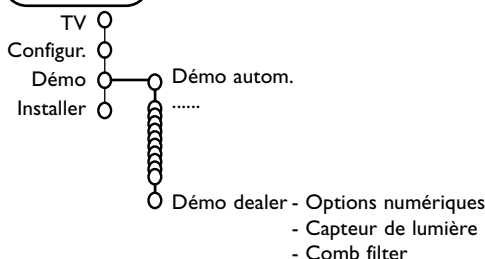 TV
Configur.
Démo
Démo autom.
Installer
......
Démo dealer - Options numériques
- Capteur de lumière
- Comb filter